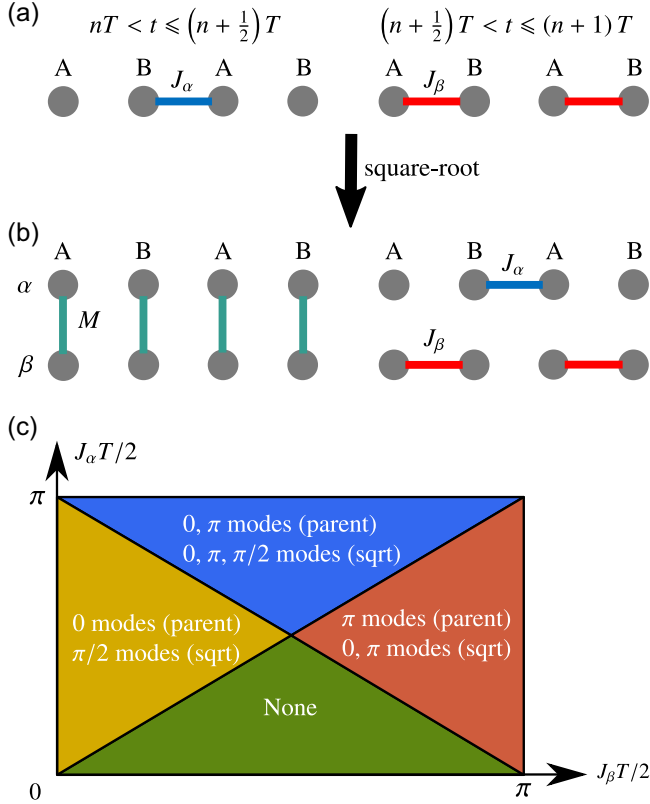 (a)
nT < t ⩽ (n + 1/2) T
(n + 1/2) T < t ⩽ (n + 1) T
A B A B A B A B
J_α J_β
square-root
(b)
A B A B A B A B
α M J_α
β J_β
(c)
J_αT/2
π
0, π modes (parent)
0, π, π/2 modes (sqrt)
0 modes (parent)
π/2 modes (sqrt)
π modes (parent)
0, π modes (sqrt)
None
0 π J_βT/2